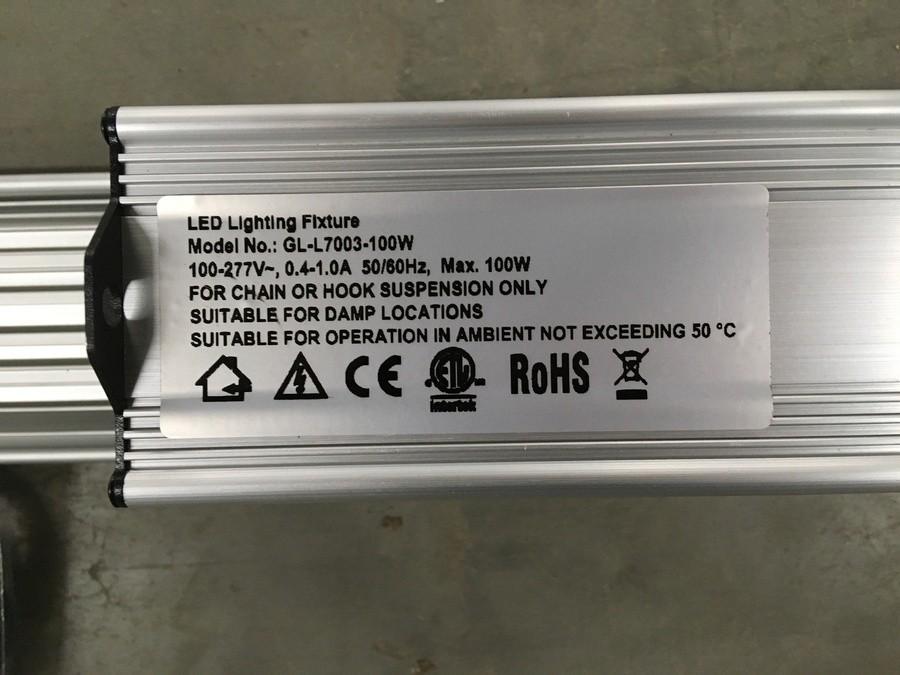 LED Lighting Fixture
Model No.: GL-L7003-100W
100-277V~, 0.4-1.0A 50/60Hz, Max. 100W
FOR CHAIN OR HOOK SUSPENSION ONLY
SUITABLE FOR DAMP LOCATIONS
SUITABLE FOR OPERATION IN AMBIENT NOT EXCEEDING 50 °C
CE ETL RoHS
Intertek